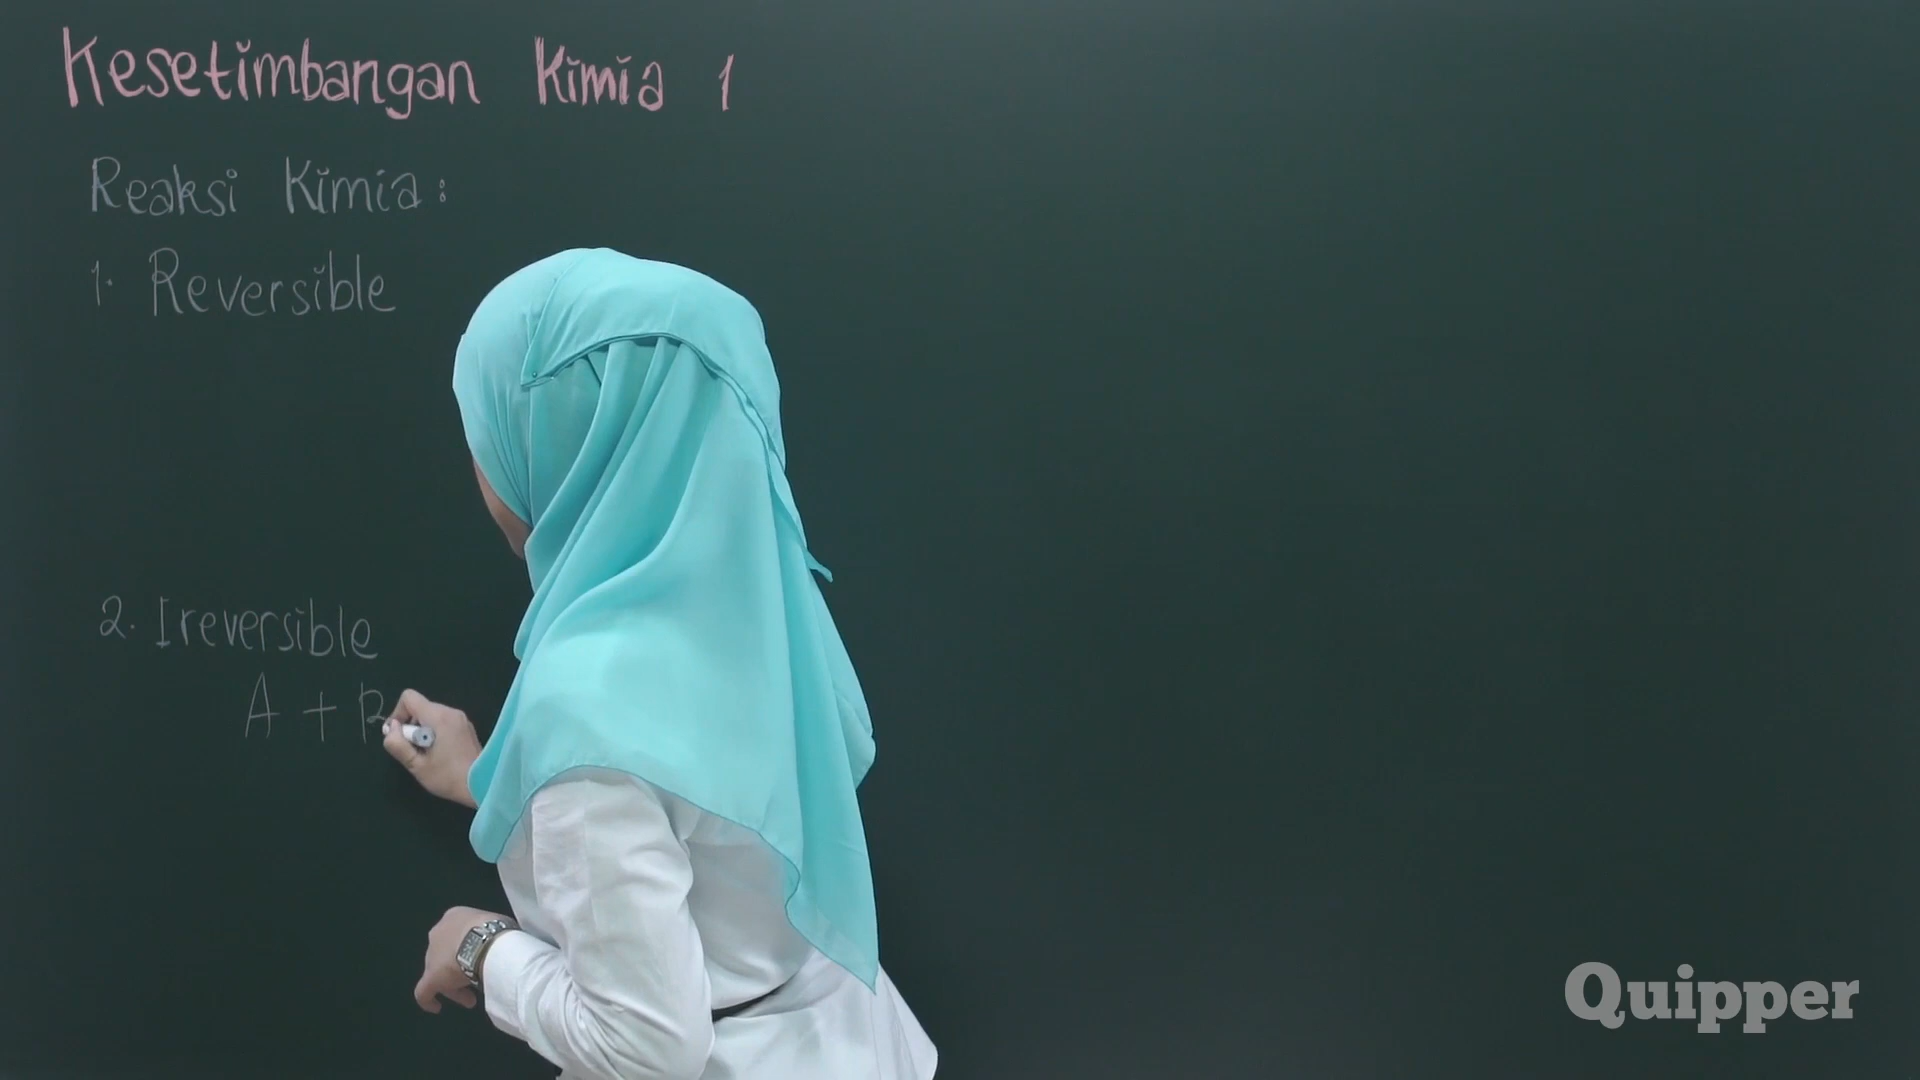 Kesetimbangan Kimia 1
Reaksi Kimia:
1. Reversible
2. Ireversible
A + B
Quipper